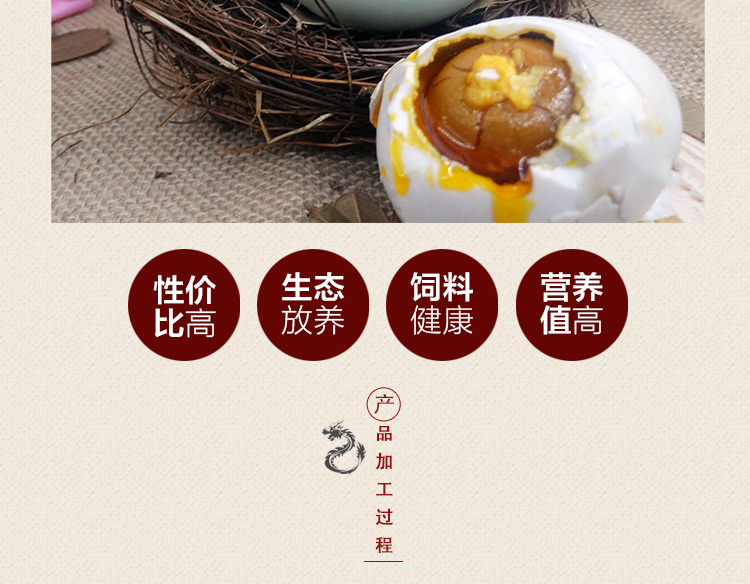 性价
比高
生态
放养
饲料
健康
营养
值高
产
品
加
工
过
程